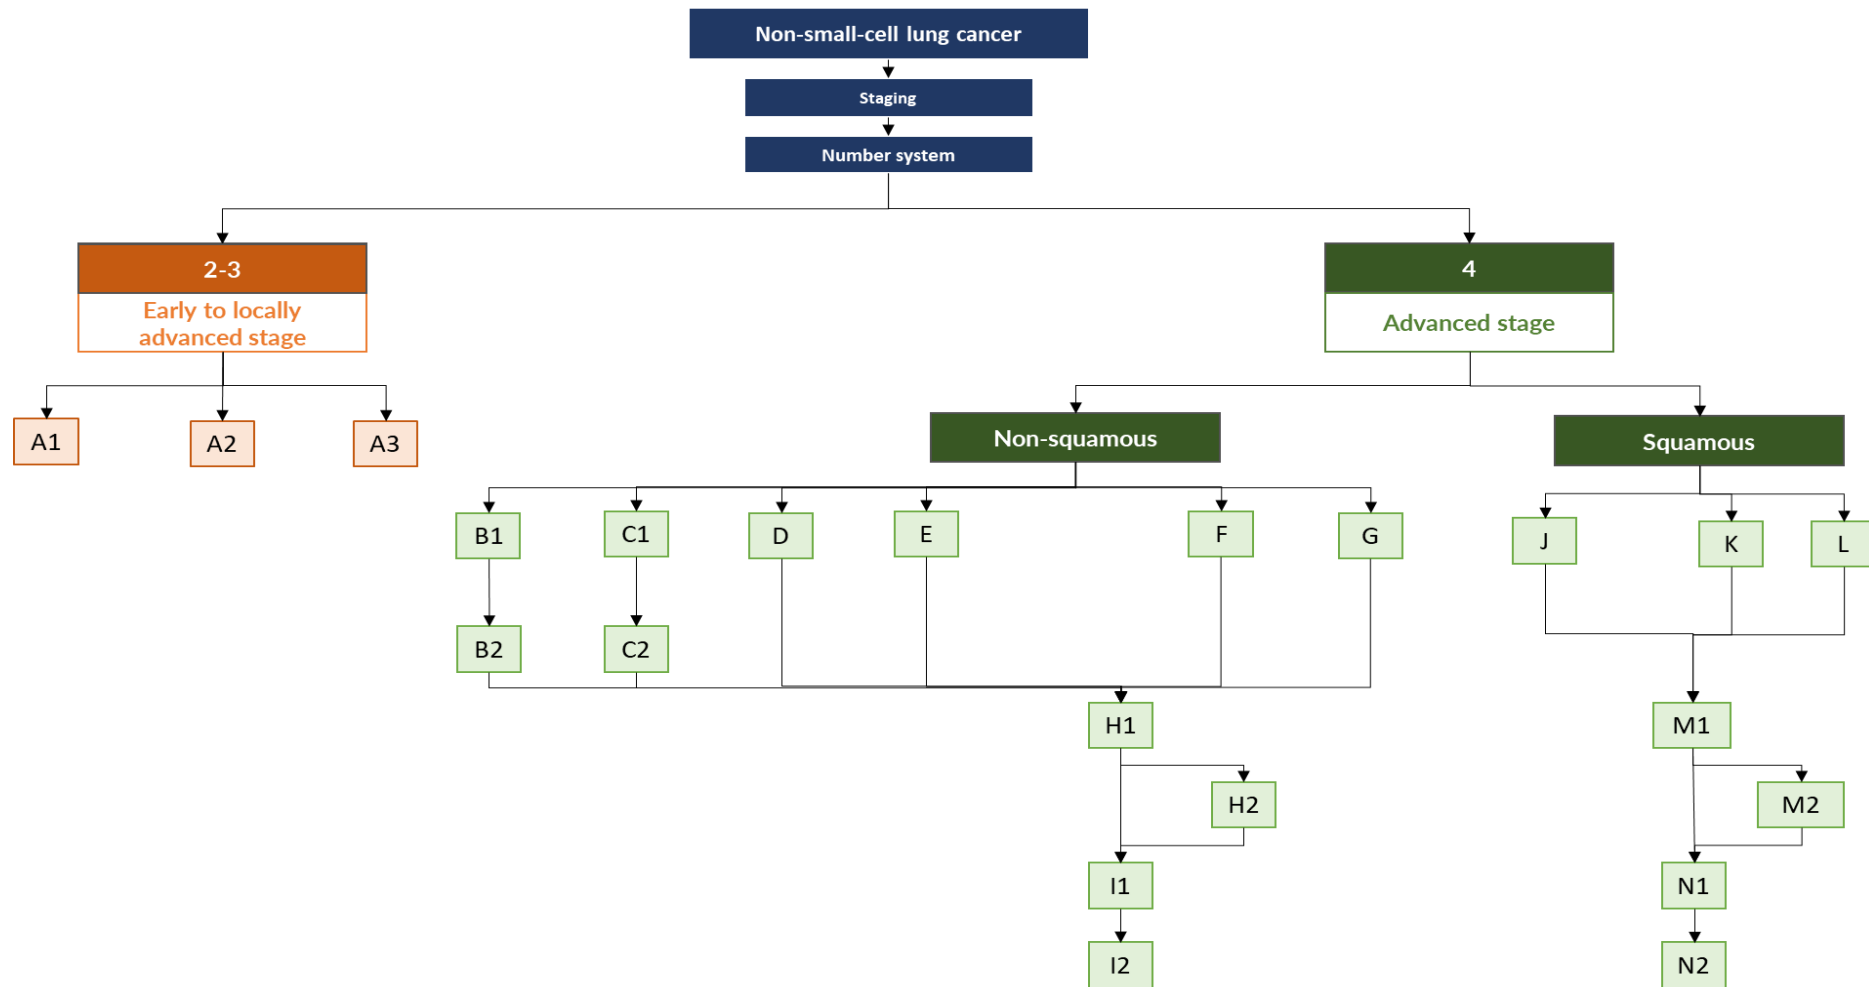 Non-small-cell lung cancer
Staging
Number system
2-3
Early to locally
advanced stage
4
Advanced stage
A1
A2
A3
Non-squamous
Squamous
B1
C1
D
E
F
G
J
K
L
B2
C2
H1
M1
H2
M2
I1
N1
I2
N2